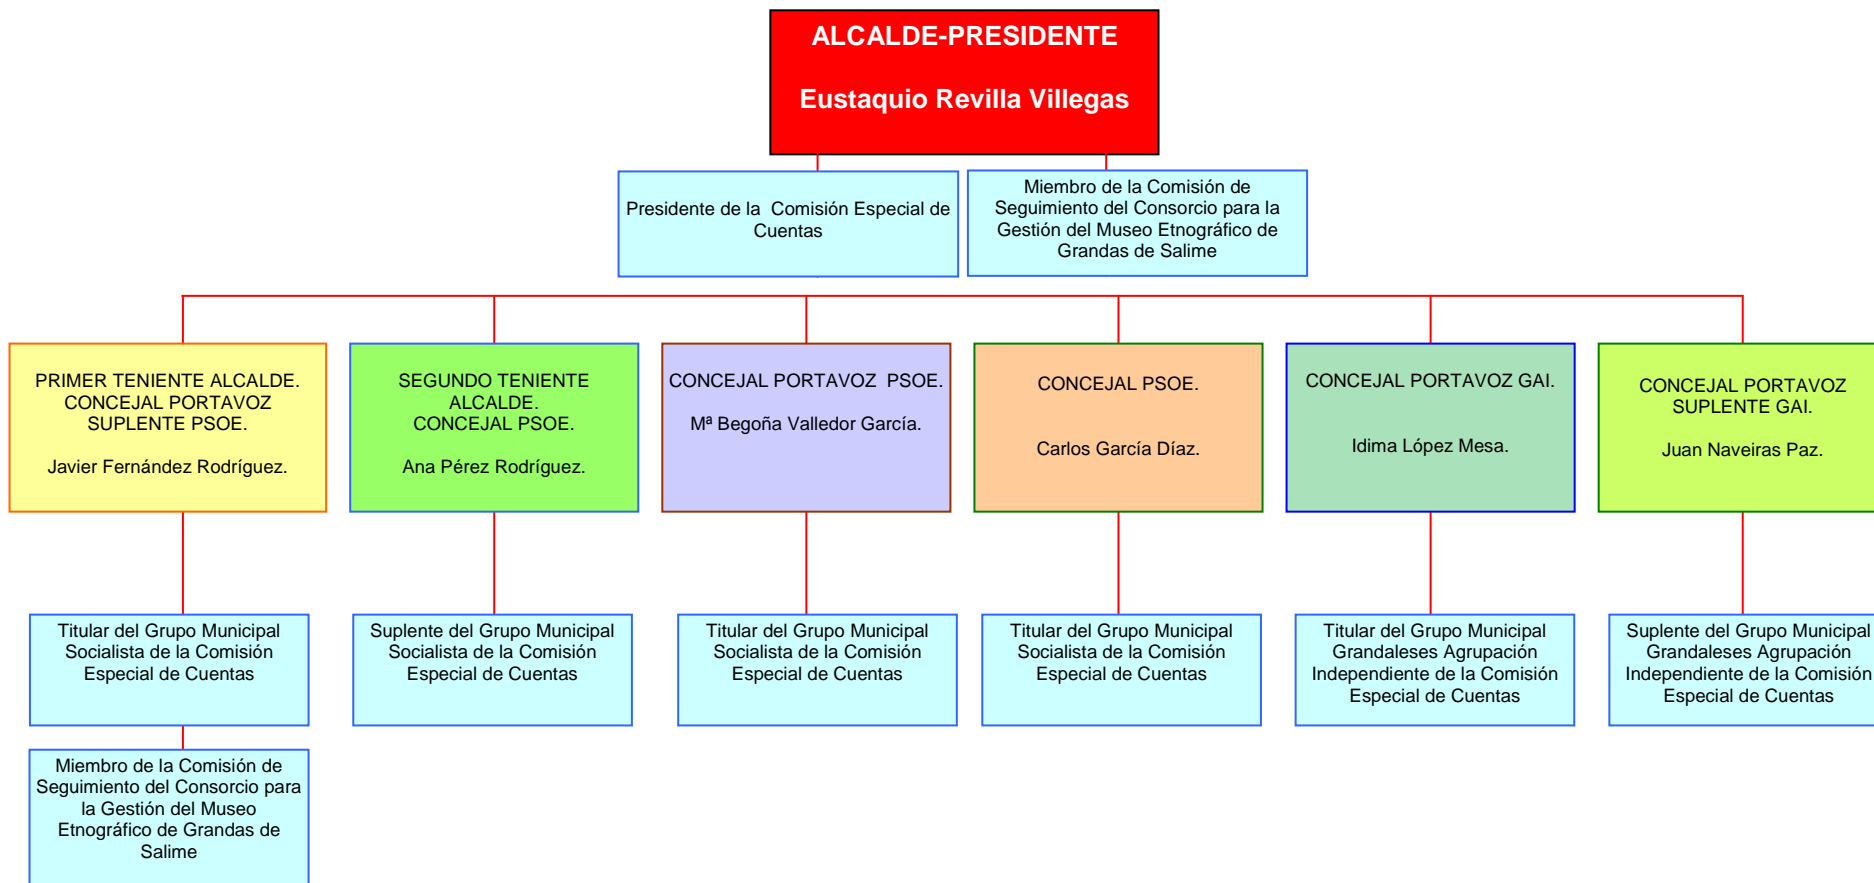 ALCALDE-PRESIDENTE
Eustaquio Revilla Villegas
Presidente de la Comisión Especial de
Cuentas
Miembro de la Comisión de
Seguimiento del Consorcio para la
Gestión del Museo Etnográfico de
Grandas de Salime
PRIMER TENIENTE ALCALDE.
CONCEJAL PORTAVOZ
SUPLENTE PSOE.
Javier Fernández Rodríguez.
SEGUNDO TENIENTE
ALCALDE.
CONCEJAL PSOE.
Ana Pérez Rodríguez.
CONCEJAL PORTAVOZ PSOE.
Mª Begoña Valledor García.
CONCEJAL PSOE.
Carlos García Díaz.
CONCEJAL PORTAVOZ GAI.
Idima López Mesa.
CONCEJAL PORTAVOZ
SUPLENTE GAI.
Juan Naveiras Paz.
Titular del Grupo Municipal
Socialista de la Comisión
Especial de Cuentas
Suplente del Grupo Municipal
Socialista de la Comisión
Especial de Cuentas
Titular del Grupo Municipal
Socialista de la Comisión
Especial de Cuentas
Titular del Grupo Municipal
Socialista de la Comisión
Especial de Cuentas
Titular del Grupo Municipal
Grandaleses Agrupación
Independiente de la Comisión
Especial de Cuentas
Suplente del Grupo Municipal
Grandaleses Agrupación
Independiente de la Comisión
Especial de Cuentas
Miembro de la Comisión de
Seguimiento del Consorcio para
la Gestión del Museo
Etnográfico de Grandas de
Salime